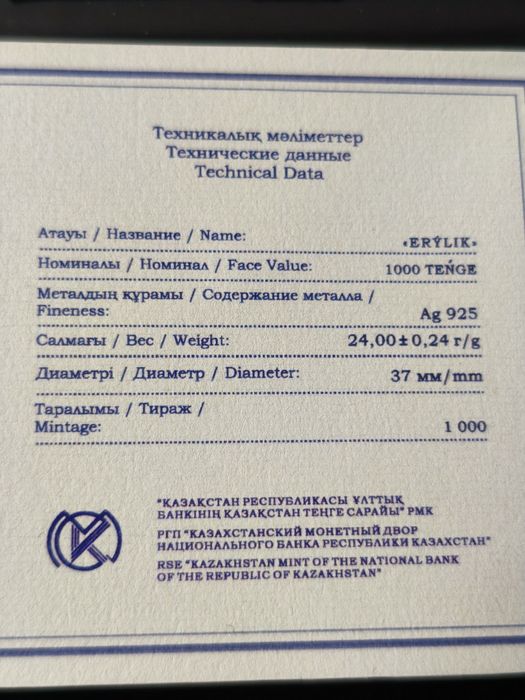 Техникалық мәліметтер
Технические данные
Technical Data
Атауы / Название / Name: «ERÝLIK»
Номиналы / Номинал / Face Value: 1000 TEŃGE
Металдың құрамы / Содержание металла /
Fineness: Ag 925
Салмағы / Вес / Weight: 24,00±0,24 г/g
Диаметрі / Диаметр / Diameter: 37 мм/mm
Таралымы / Тираж /
Mintage: 1 000
"ҚАЗАҚСТАН РЕСПУБЛИКАСЫ ҰЛТТЫҚ
БАНКІНІҢ ҚАЗАҚСТАН ТЕҢГЕ САРАЙЫ" РМК
РГП "КАЗАХСТАНСКИЙ МОНЕТНЫЙ ДВОР
НАЦИОНАЛЬНОГО БАНКА РЕСПУБЛИКИ КАЗАХСТАН"
RSE "KAZAKHSTAN MINT OF THE NATIONAL BANK
OF THE REPUBLIC OF KAZAKHSTAN"